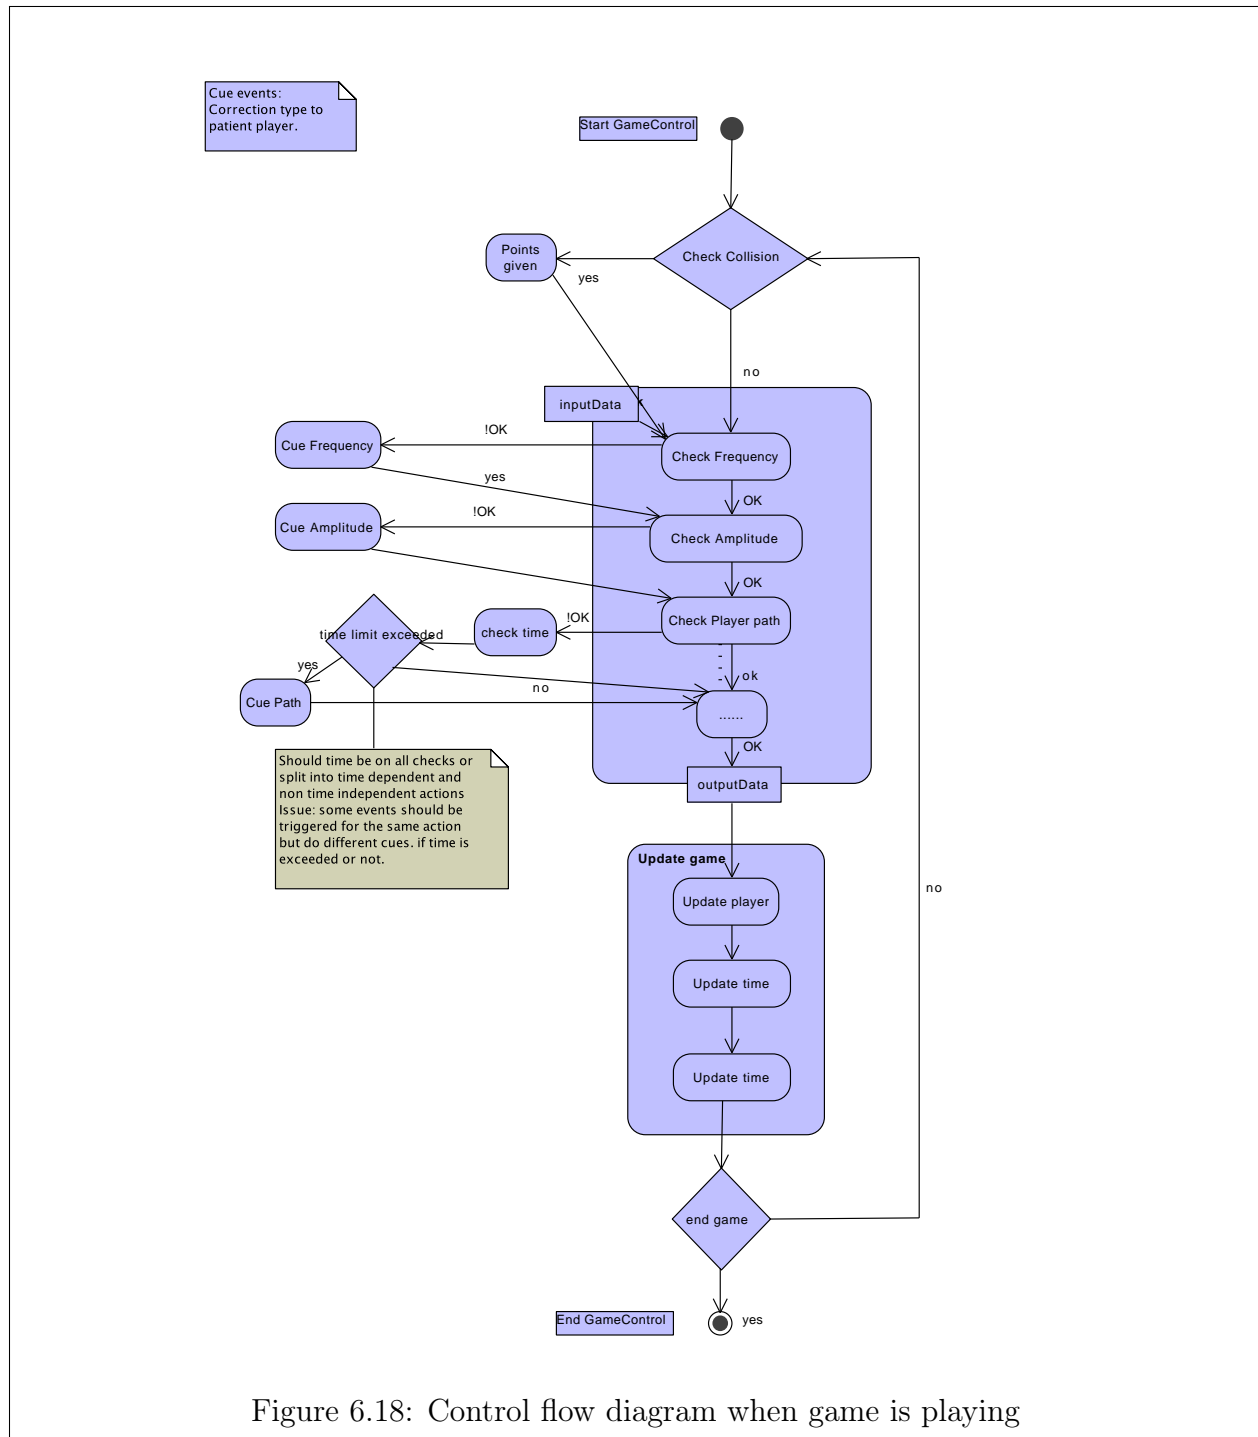 Cue events:
Correction type to
patient player.
Start GameControl
Points
given
Check Collision
yes
no
inputData
Cue Frequency
!OK
Check Frequency
yes
OK
Cue Amplitude
!OK
Check Amplitude
OK
time limit exceeded
check time
!OK
Check Player path
yes
no
ok
Cue Path
......
OK
Should time be on all checks or
split into time dependent and
non time independent actions
Issue: some events should be
triggered for the same action
but do different cues. if time is
exceeded or not.
outputData
Update game
Update player
no
Update time
Update time
end game
End GameControl
yes
Figure 6.18: Control flow diagram when game is playing